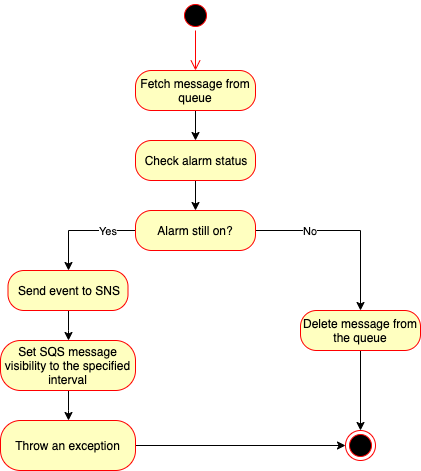 Fetch message from
queue
Check alarm status
Alarm still on?
Yes
No
Send event to SNS
Delete message from
the queue
Set SQS message
visibility to the specified
interval
Throw an exception